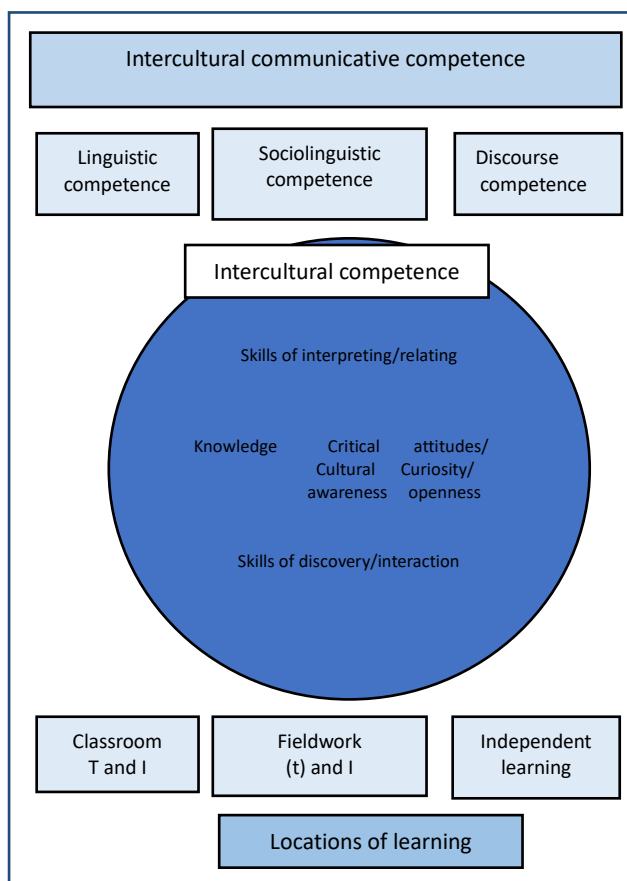 Intercultural communicative competence
Linguistic
competence
Sociolinguistic
competence
Discourse
competence
Intercultural competence
Skills of interpreting/relating
Knowledge Critical attitudes/
Cultural Curiosity/
awareness openness
Skills of discovery/interaction
Classroom
T and I
Fieldwork
(t) and I
Independent
learning
Locations of learning